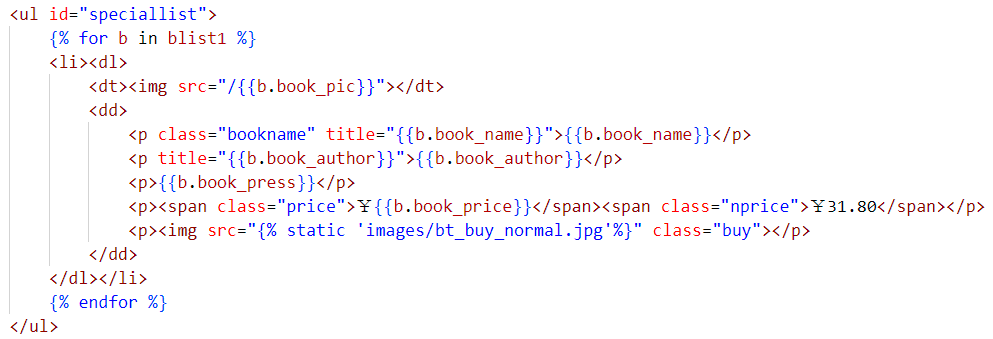 <ul id="speciallist">
{% for b in blist1 %}
<li><dl>
<dt><img src="/{{b.book_pic}}"></dt>
<dd>
<p class="bookname" title="{{b.book_name}}">{{b.book_name}}</p>
<p title="{{b.book_author}}">{{b.book_author}}</p>
<p>{{b.book_press}}</p>
<p><span class="price">￥{{b.book_price}}</span><span class="nprice">￥31.80</span></p>
<p><img src="{% static 'images/bt_buy_normal.jpg'%}" class="buy"></p>
</dd>
</dl></li>
{% endfor %}
</ul>